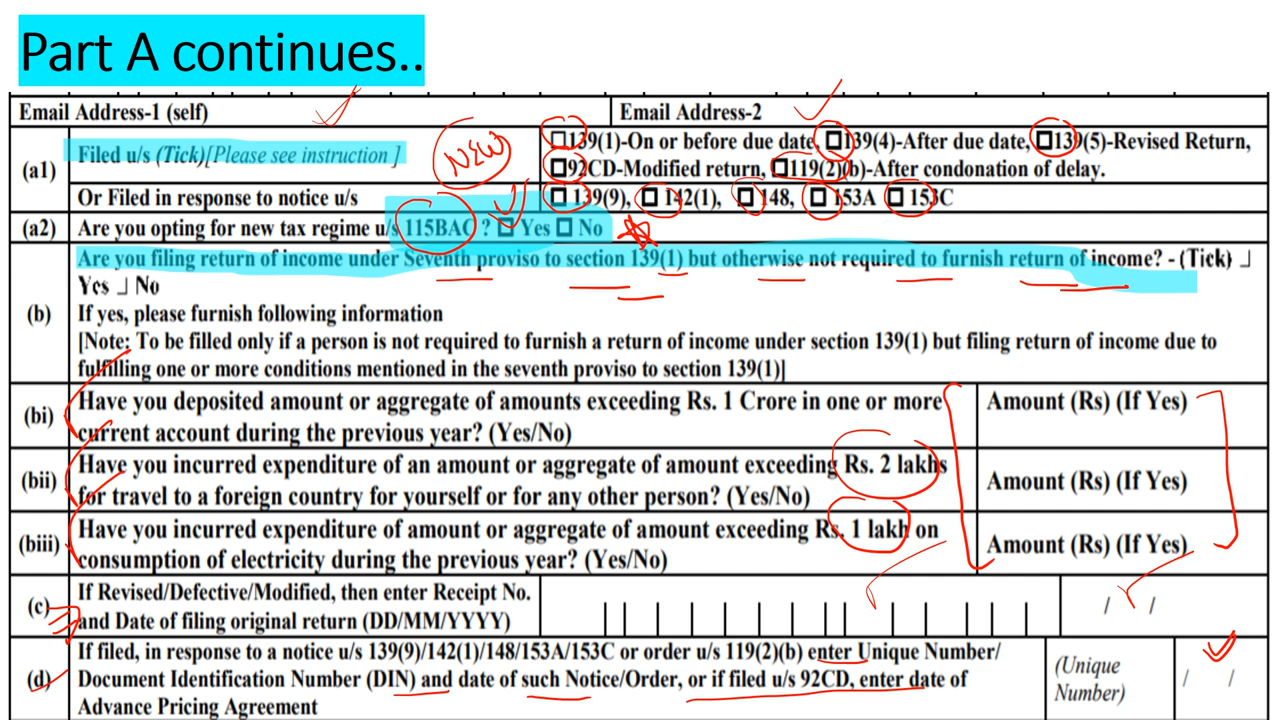 Part A continues..
Email Address-1 (self)
Email Address-2
(a1)
Filed u/s (Tick)[Please see instruction ]
NEW
139(1)-On or before due date, 139(4)-After due date, 139(5)-Revised Return,
92CD-Modified return, 119(2)(b)-After condonation of delay.
Or Filed in response to notice u/s
139(9), 142(1), 148, 153A 153C
(a2) Are you opting for new tax regime u/s 115BAC ? Yes No
(b)
Are you filing return of income under Seventh proviso to section 139(1) but otherwise not required to furnish return of income? - (Tick)
Yes No
If yes, please furnish following information
[Note: To be filled only if a person is not required to furnish a return of income under section 139(1) but filing return of income due to
fulfilling one or more conditions mentioned in the seventh proviso to section 139(1)]
(bi)
Have you deposited amount or aggregate of amounts exceeding Rs. 1 Crore in one or more
current account during the previous year? (Yes/No)
Amount (Rs) (If Yes)
(bii)
Have you incurred expenditure of an amount or aggregate of amount exceeding Rs. 2 lakhs
for travel to a foreign country for yourself or for any other person? (Yes/No)
Amount (Rs) (If Yes)
(biii)
Have you incurred expenditure of amount or aggregate of amount exceeding Rs. 1 lakh on
consumption of electricity during the previous year? (Yes/No)
Amount (Rs) (If Yes)
(c)
If Revised/Defective/Modified, then enter Receipt No.
and Date of filing original return (DD/MM/YYYY)
/ /
(d)
If filed, in response to a notice u/s 139(9)/142(1)/148/153A/153C or order u/s 119(2)(b) enter Unique Number/
Document Identification Number (DIN) and date of such Notice/Order, or if filed u/s 92CD, enter date of
Advance Pricing Agreement
(Unique
Number)
/ /